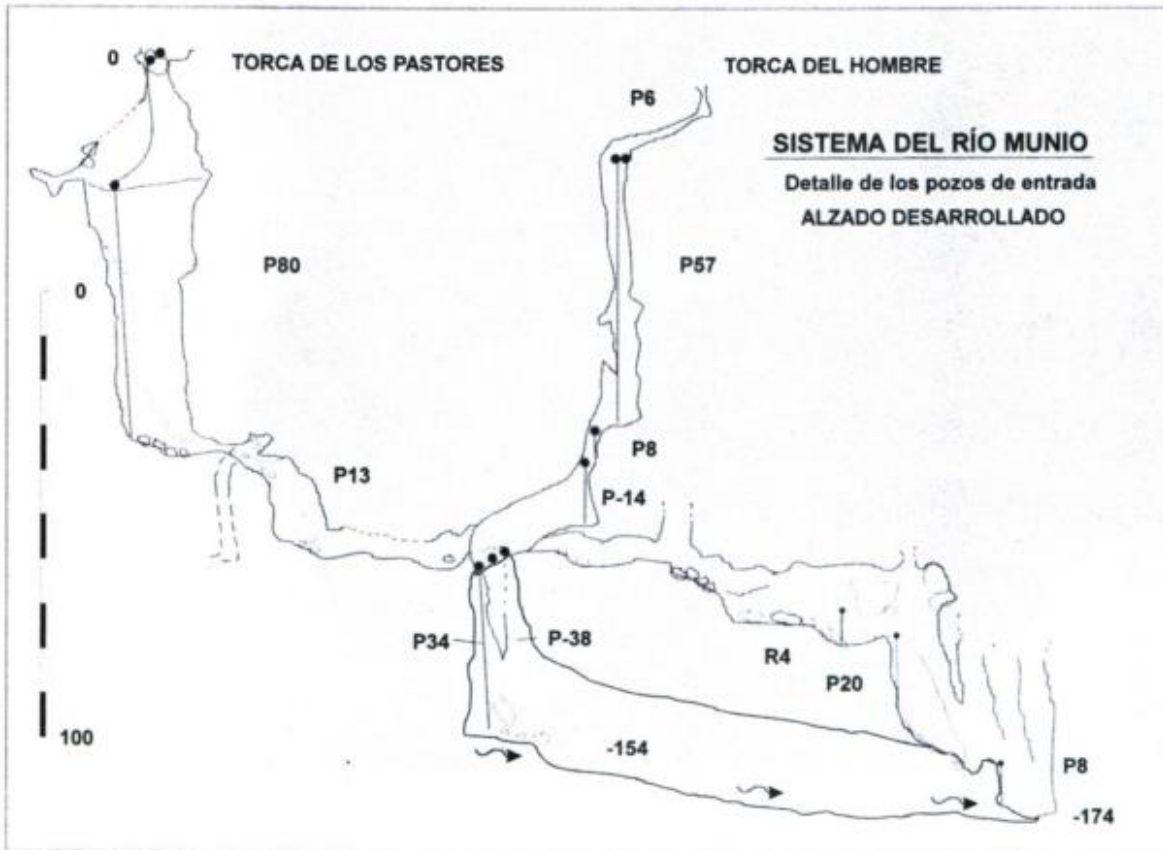 0
TORCA DE LOS PASTORES
TORCA DEL HOMBRE
P6
SISTEMA DEL RÍO MUNIO
Detalle de los pozos de entrada
ALZADO DESARROLLADO
P80
P57
0
P8
P13
P-14
P34
P-38
R4
P20
100
-154
P8
-174